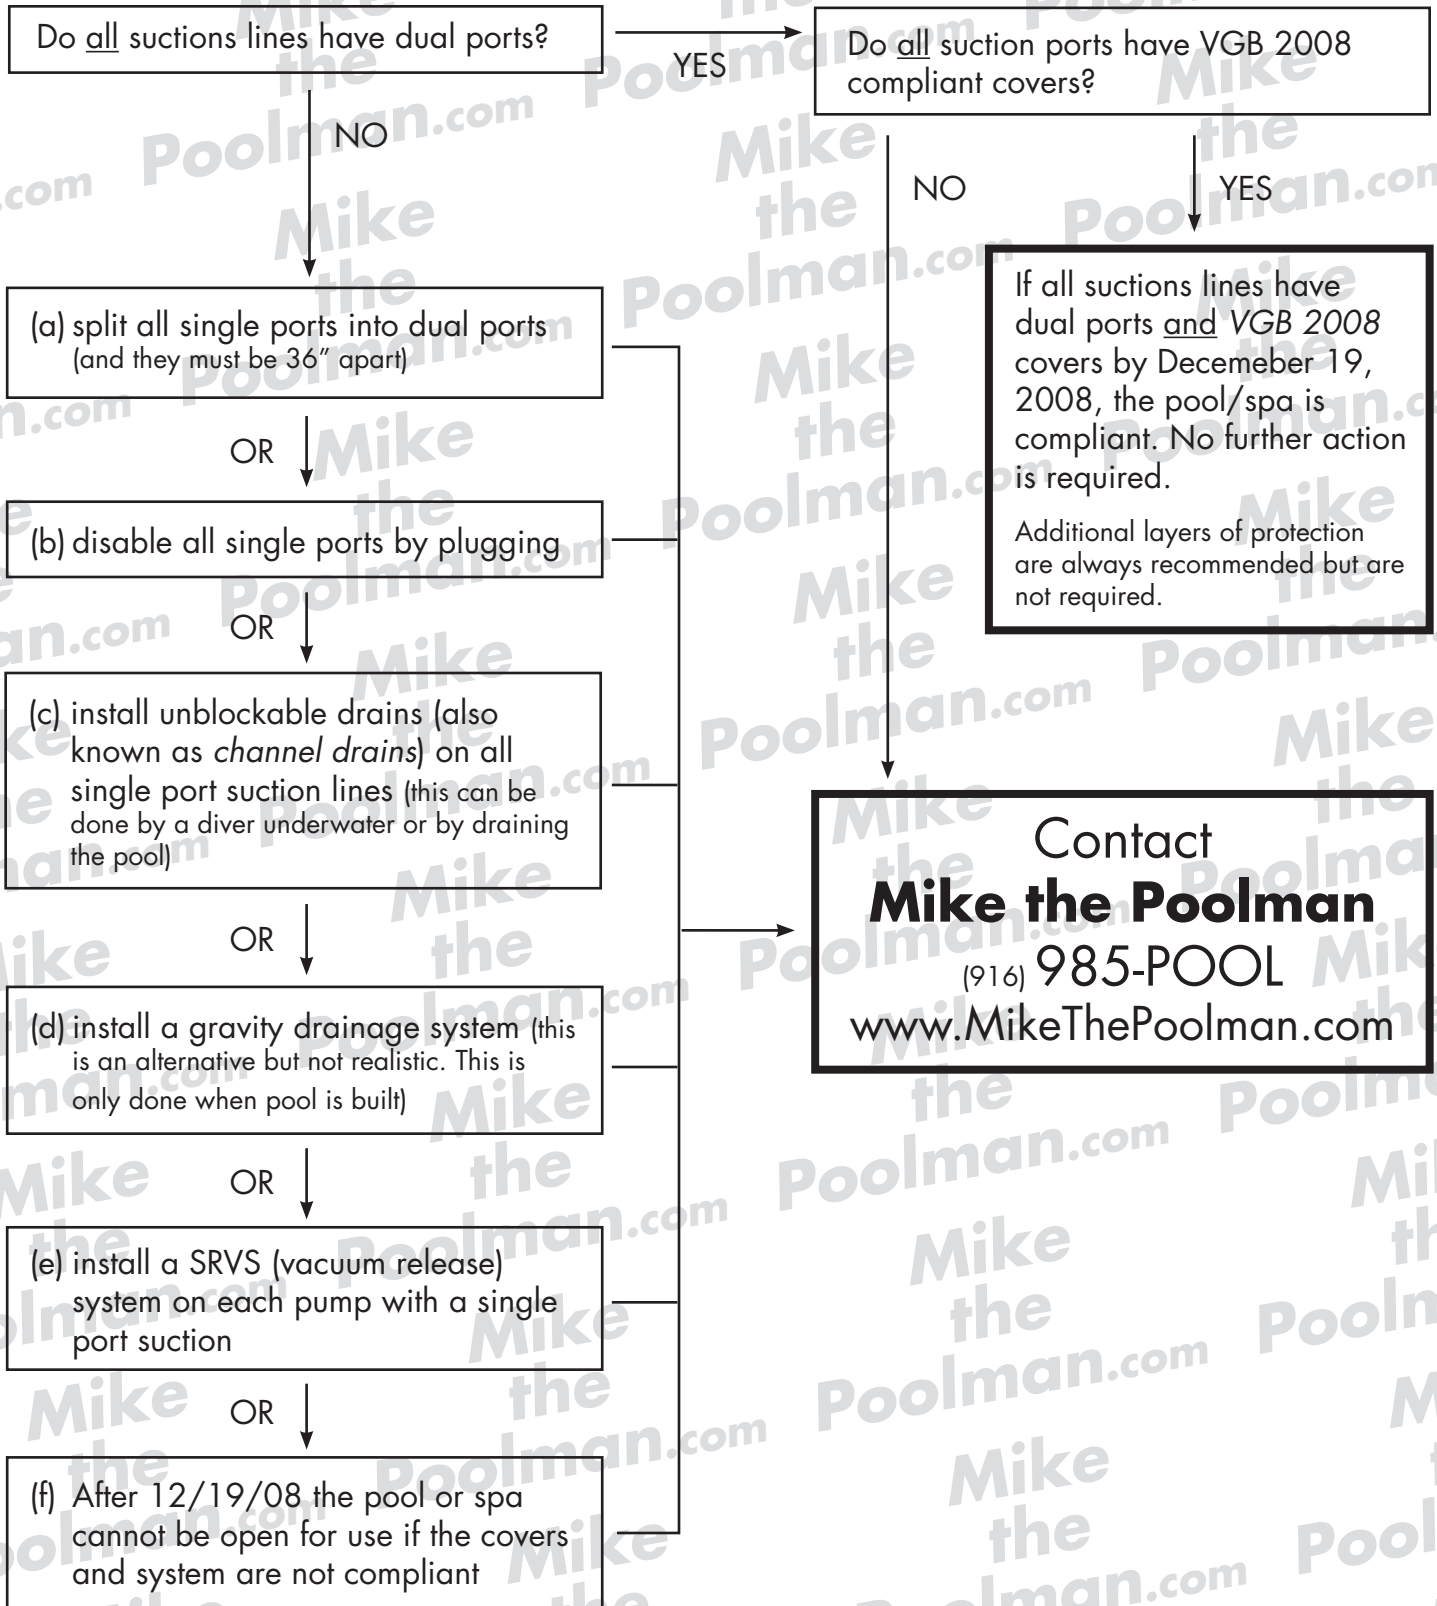 Do all suctions lines have dual ports?
YES
Do all suction ports have VGB 2008
compliant covers?
NO
NO
YES
If all suctions lines have
dual ports and VGB 2008
covers by Decemeber 19,
2008, the pool/spa is
compliant. No further action
is required.
Additional layers of protection
are always recommended but are
not required.
(a) split all single ports into dual ports
(and they must be 36" apart)
OR
(b) disable all single ports by plugging
OR
(c) install unblockable drains (also
known as channel drains) on all
single port suction lines (this can be
done by a diver underwater or by draining
the pool)
OR
(d) install a gravity drainage system (this
is an alternative but not realistic. This is
only done when pool is built)
OR
(e) install a SRVS (vacuum release)
system on each pump with a single
port suction
OR
(f) After 12/19/08 the pool or spa
cannot be open for use if the covers
and system are not compliant
Contact
Mike the Poolman
(916) 985-POOL
www.MikeThePoolman.com
Mike
the
Poolman.com